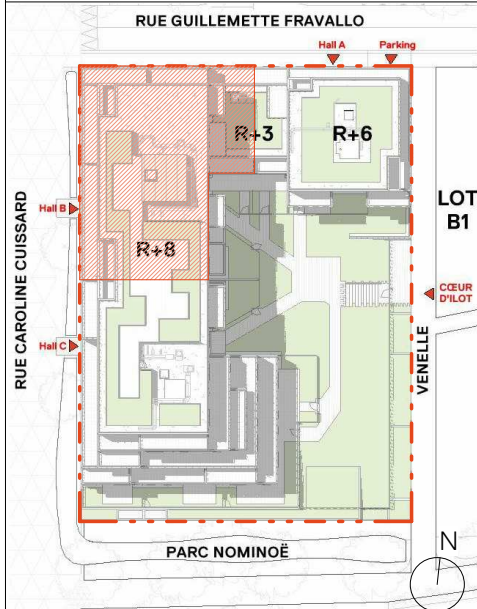 RUE GUILLEMETTE FRAVALLO
Hall A
Parking
R+3
R+6
LOT
B1
Hall B
R+8
RUE CAROLINE CUISSARD
CŒUR
D'ILOT
Hall C
VENELLE
PARC NOMINOË
N